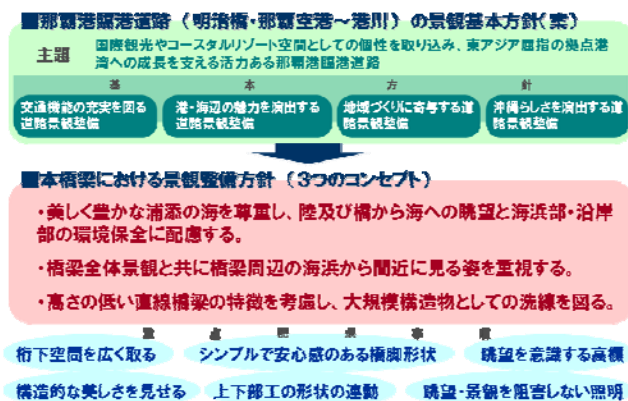 ■那覇港臨港道路（明治橋・那覇空港～港川）の景観基本方針(案)
主題 国際観光やコースタルリゾート空間としての個性を取り込み、東アジア屈指の拠点港
湾への成長を支える活力ある那覇港臨港道路
基本方針
交通機能の充実を図る
道路景観整備
港・海辺の魅力を演出する
道路景観整備
地域づくりに寄与する道
路景観整備
沖縄らしさを演出する道
路景観整備
■本橋梁における景観整備方針（3つのコンセプト）
・美しく豊かな浦添の海を尊重し、陸及び橋から海への眺望と海浜部・沿岸
部の環境保全に配慮する。
・橋梁全体景観と共に橋梁周辺の海浜から間近に見る姿を重視する。
・高さの低い直線橋梁の特徴を考慮し、大規模構造物としての洗練を図る。
桁下空間を広く取る
シンプルで安心感のある橋脚形状
眺望を意識する高欄
構造的な美しさを見せる
上下部工の形状の連動
眺望・景観を阻害しない照明